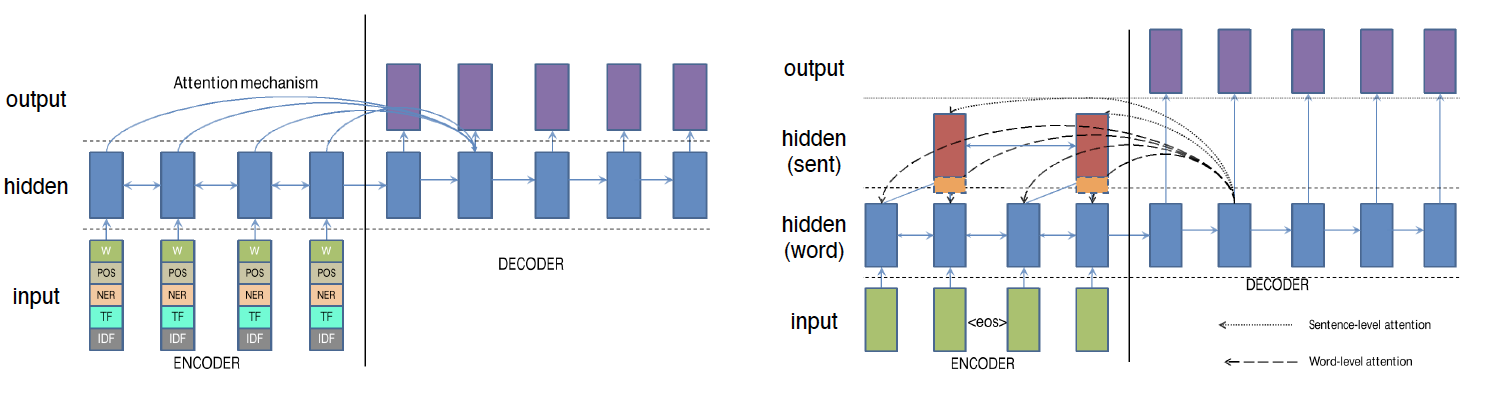 Attention mechanism
output
hidden
input
W
POS
NER
TF
IDF
W
POS
NER
TF
IDF
W
POS
NER
TF
IDF
W
POS
NER
TF
IDF
ENCODER
DECODER
output
hidden
(sent)
hidden
(word)
input
<eos>
ENCODER
DECODER
Sentence-level attention
Word-level attention